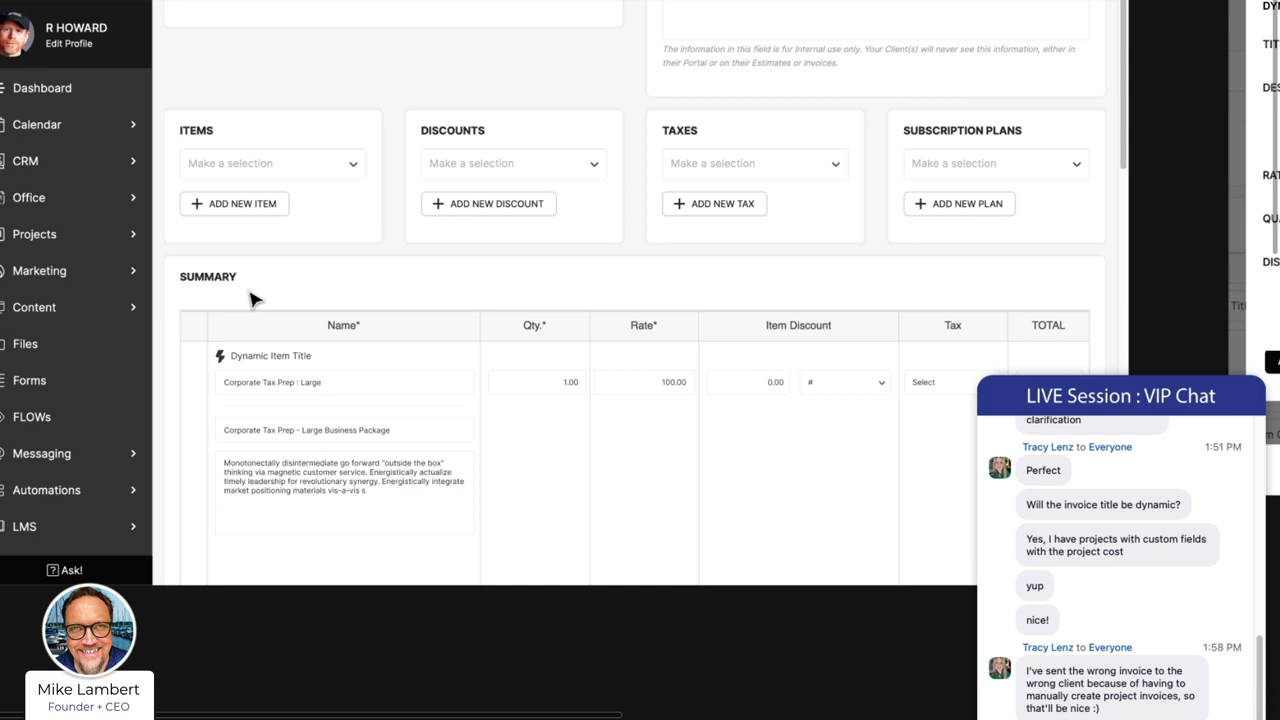 R HOWARD
Edit Profile
Dashboard
Calendar
CRM
Office
Projects
Marketing
Content
Files
Forms
FLOWs
Messaging
Automations
LMS
Ask!
Mike Lambert
Founder + CEO
The information in this field is for Internal use only. Your Client(s) will never see this information, either in
their Portal or on their Estimates or Invoices.
ITEMS
Make a selection
ADD NEW ITEM
DISCOUNTS
Make a selection
ADD NEW DISCOUNT
TAXES
Make a selection
ADD NEW TAX
SUBSCRIPTION PLANS
Make a selection
ADD NEW PLAN
SUMMARY
Name* Qty.* Rate* Item Discount Tax TOTAL
Dynamic Item Title
Corporate Tax Prep : Large 1.00 100.00 0.00 # Select
Corporate Tax Prep - Large Business Package
Monotonectally disintermediate go forward "outside the box"
thinking via magnetic customer service. Energistically actualize
timely leadership for revolutionary synergy. Energistically integrate
market positioning materials vis-a-vis s
LIVE Session : VIP Chat
clarification
Tracy Lenz to Everyone 1:51 PM
Perfect
Will the invoice title be dynamic?
Yes, I have projects with custom fields
with the project cost
yup
nice!
Tracy Lenz to Everyone 1:58 PM
I've sent the wrong invoice to the
wrong client because of having to
manually create project invoices, so
that'll be nice :)